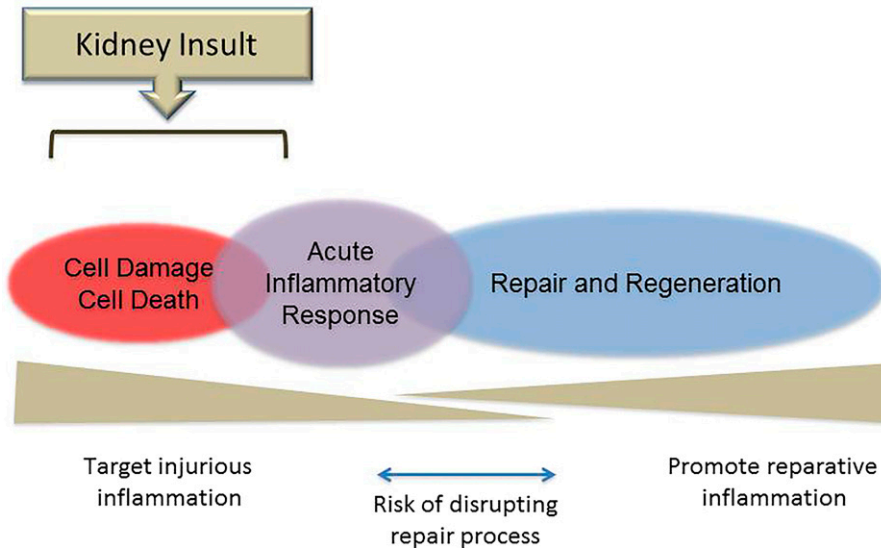 Kidney Insult
Cell Damage
Cell Death
Acute
Inflammatory
Response
Repair and Regeneration
Target injurious
inflammation
Risk of disrupting
repair process
Promote reparative
inflammation